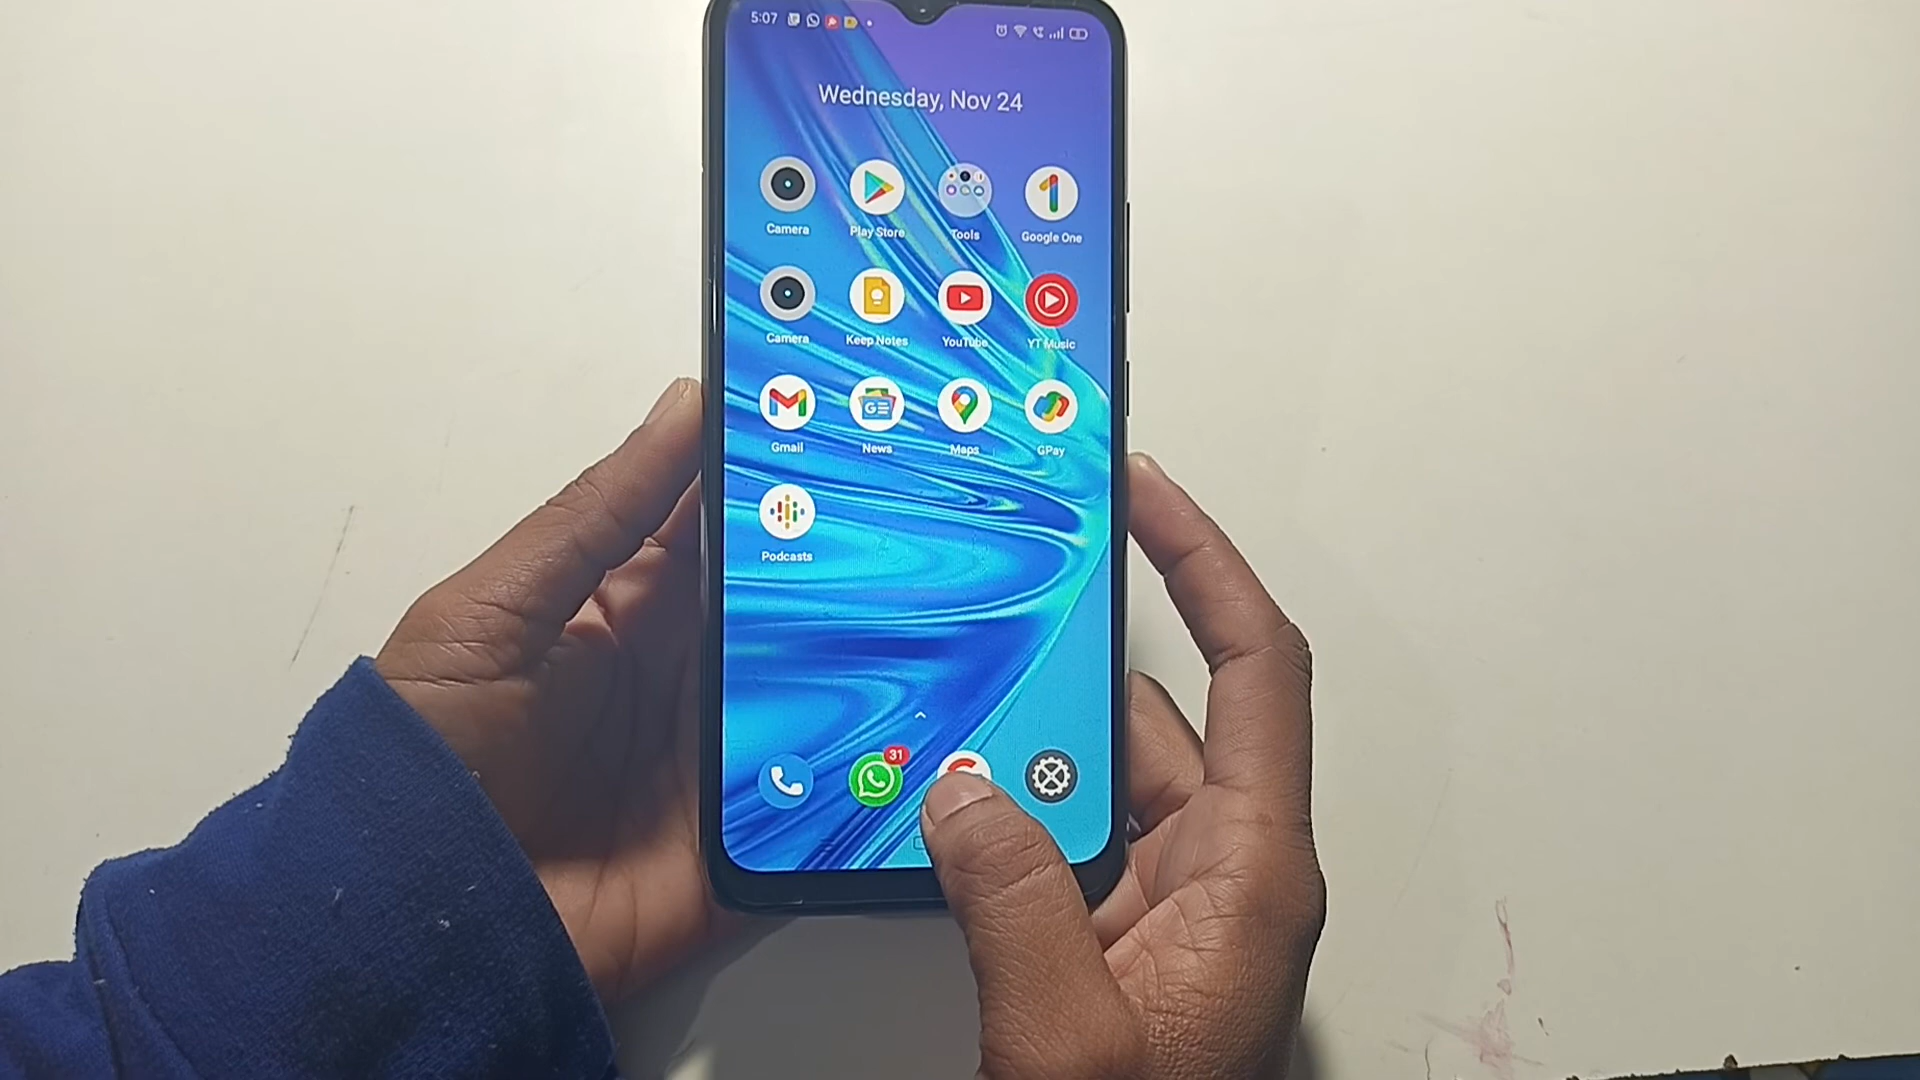 5:07
Wednesday, Nov 24
Camera
Play Store
Tools
Google One
Camera
Keep Notes
YouTube
YT Music
Gmail
News
Maps
GPay
Podcasts
31